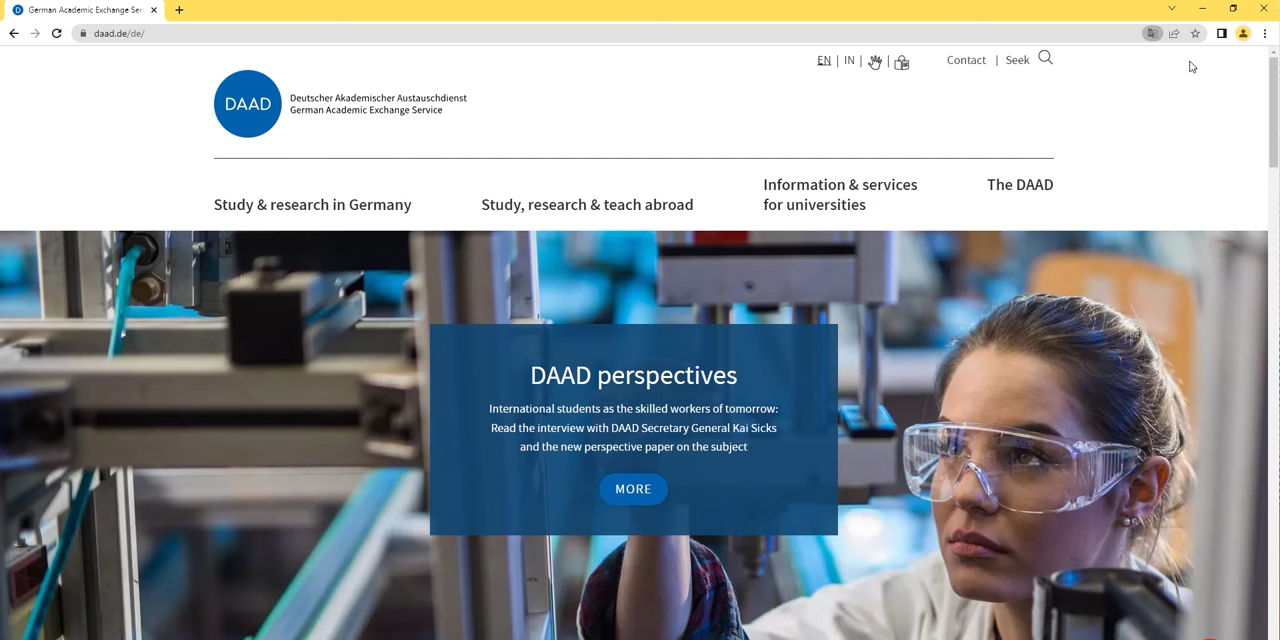 German Academic Exchange Ser
daad.de/de/
EN | IN |
Contact | Seek
DAAD
Deutscher Akademischer Austauschdienst
German Academic Exchange Service
Study & research in Germany
Study, research & teach abroad
Information & services
for universities
The DAAD
DAAD perspectives
International students as the skilled workers of tomorrow:
Read the interview with DAAD Secretary General Kai Sicks
and the new perspective paper on the subject
MORE